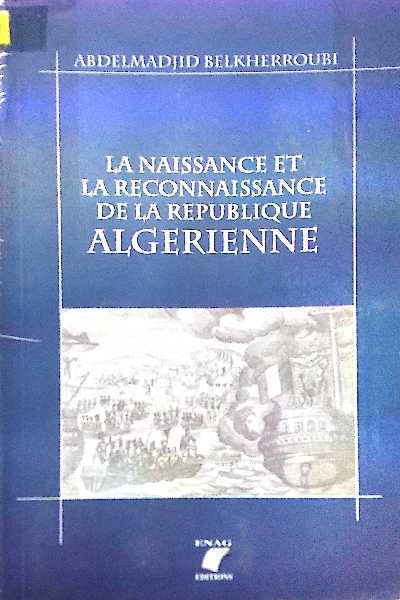 ABDELMADJID BELKHERROUBI
LA NAISSANCE ET
LA RECONNAISSANCE
DE LA REPUBLIQUE
ALGERIENNE
ENAG
EDITIONS